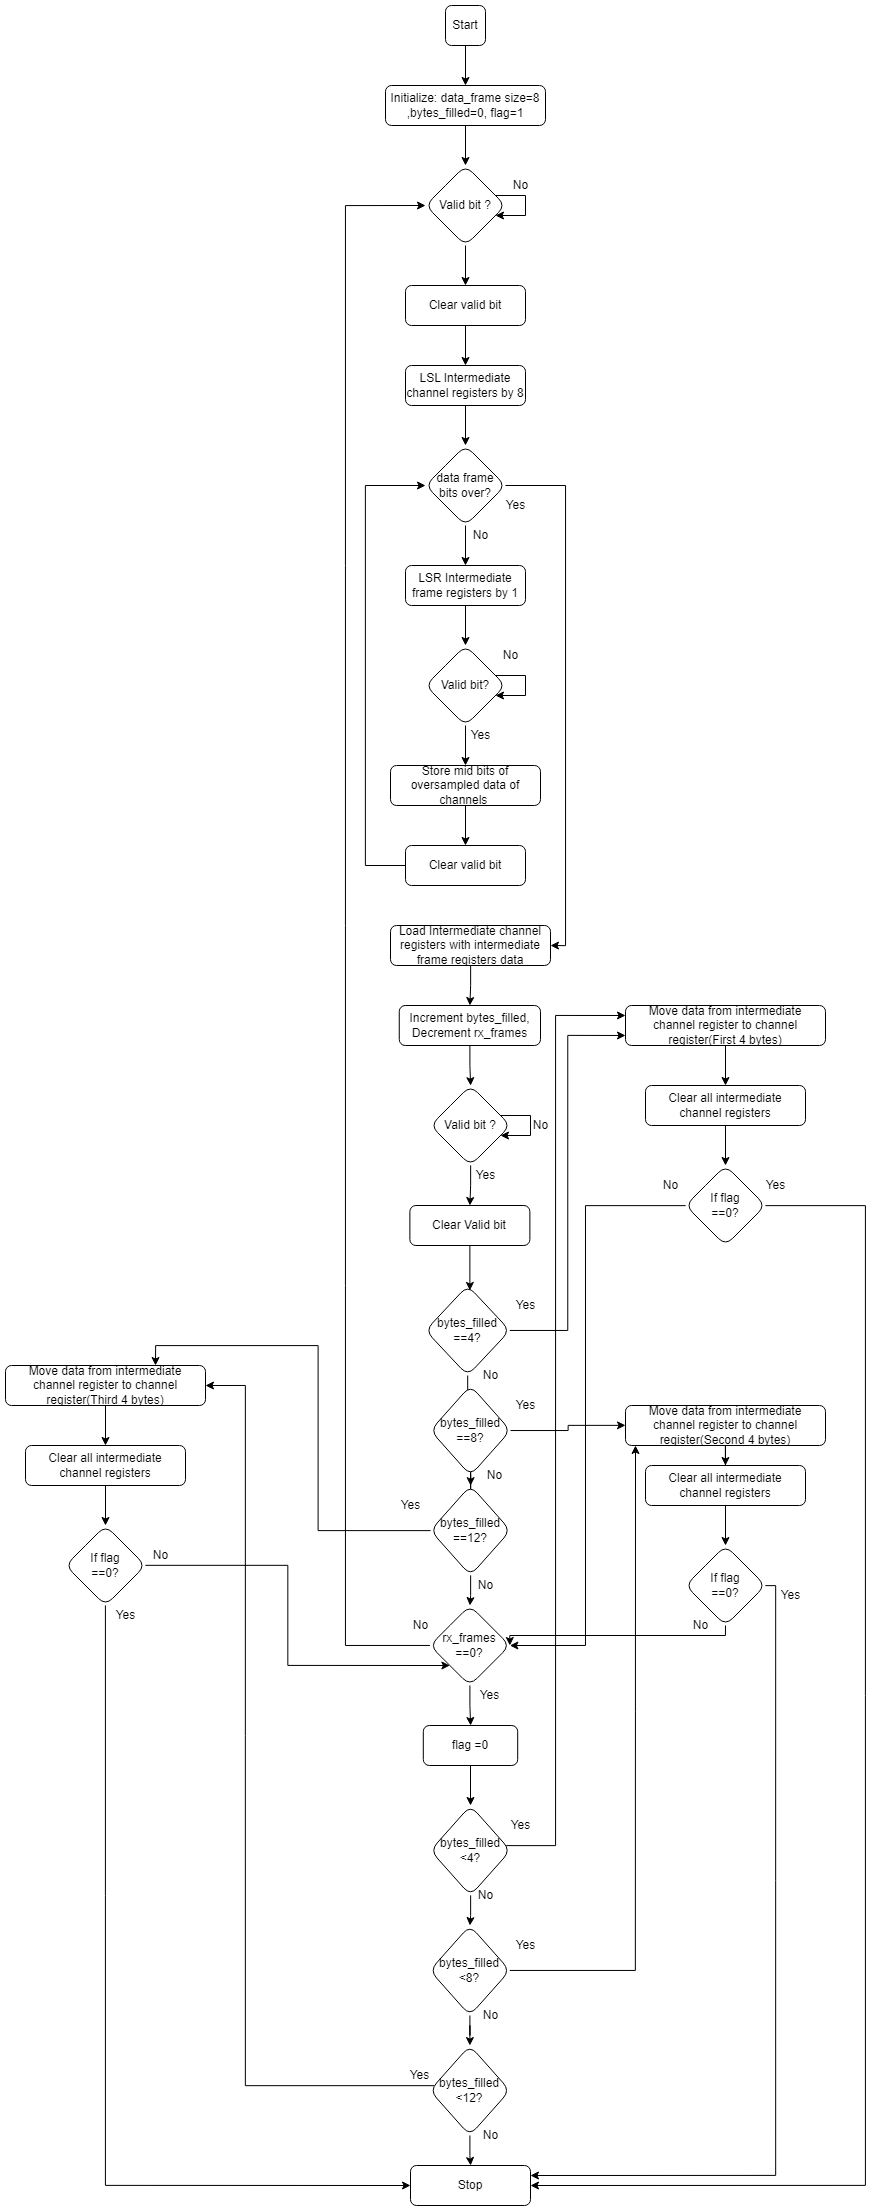 Start
Initialize: data_frame size=8
,bytes_filled=0, flag=1
No
Valid bit ?
Clear valid bit
LSL Intermediate
channel registers by 8
data frame
bits over?
Yes
No
LSR Intermediate
frame registers by 1
No
Valid bit?
Yes
Store mid bits of
oversampled data of
channels
Clear valid bit
Load Intermediate channel
registers with intermediate
frame registers data
Increment bytes_filled,
Decrement rx_frames
Move data from intermediate
channel register to channel
register(First 4 bytes)
Clear all intermediate
channel registers
Valid bit ?
No
Yes
No
Yes
If flag
==0?
Clear Valid bit
Yes
bytes_filled
==4?
No
Move data from intermediate
channel register to channel
register(Third 4 bytes)
Yes
bytes_filled
==8?
Move data from intermediate
channel register to channel
register(Second 4 bytes)
Clear all intermediate
channel registers
No
Clear all intermediate
channel registers
Yes
bytes_filled
==12?
No
If flag
==0?
No
If flag
==0?
Yes
Yes
No
rx_frames
==0?
No
Yes
flag =0
Yes
bytes_filled
<4?
No
Yes
bytes_filled
<8?
No
Yes
bytes_filled
<12?
No
Stop